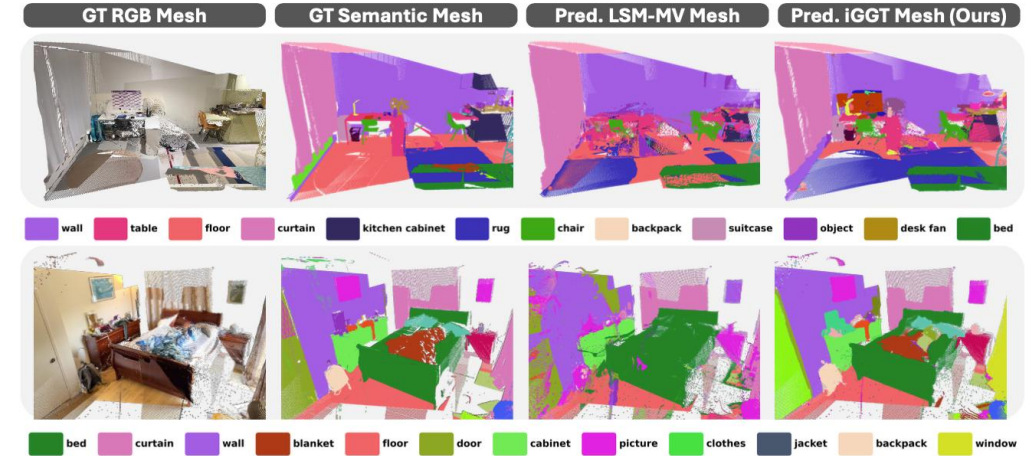 GT RGB Mesh GT Semantic Mesh Pred. LSM-MV Mesh Pred. iGGT Mesh (Ours)
wall table floor curtain kitchen cabinet rug chair backpack suitcase object desk fan bed
bed curtain wall blanket floor door cabinet picture clothes jacket backpack window